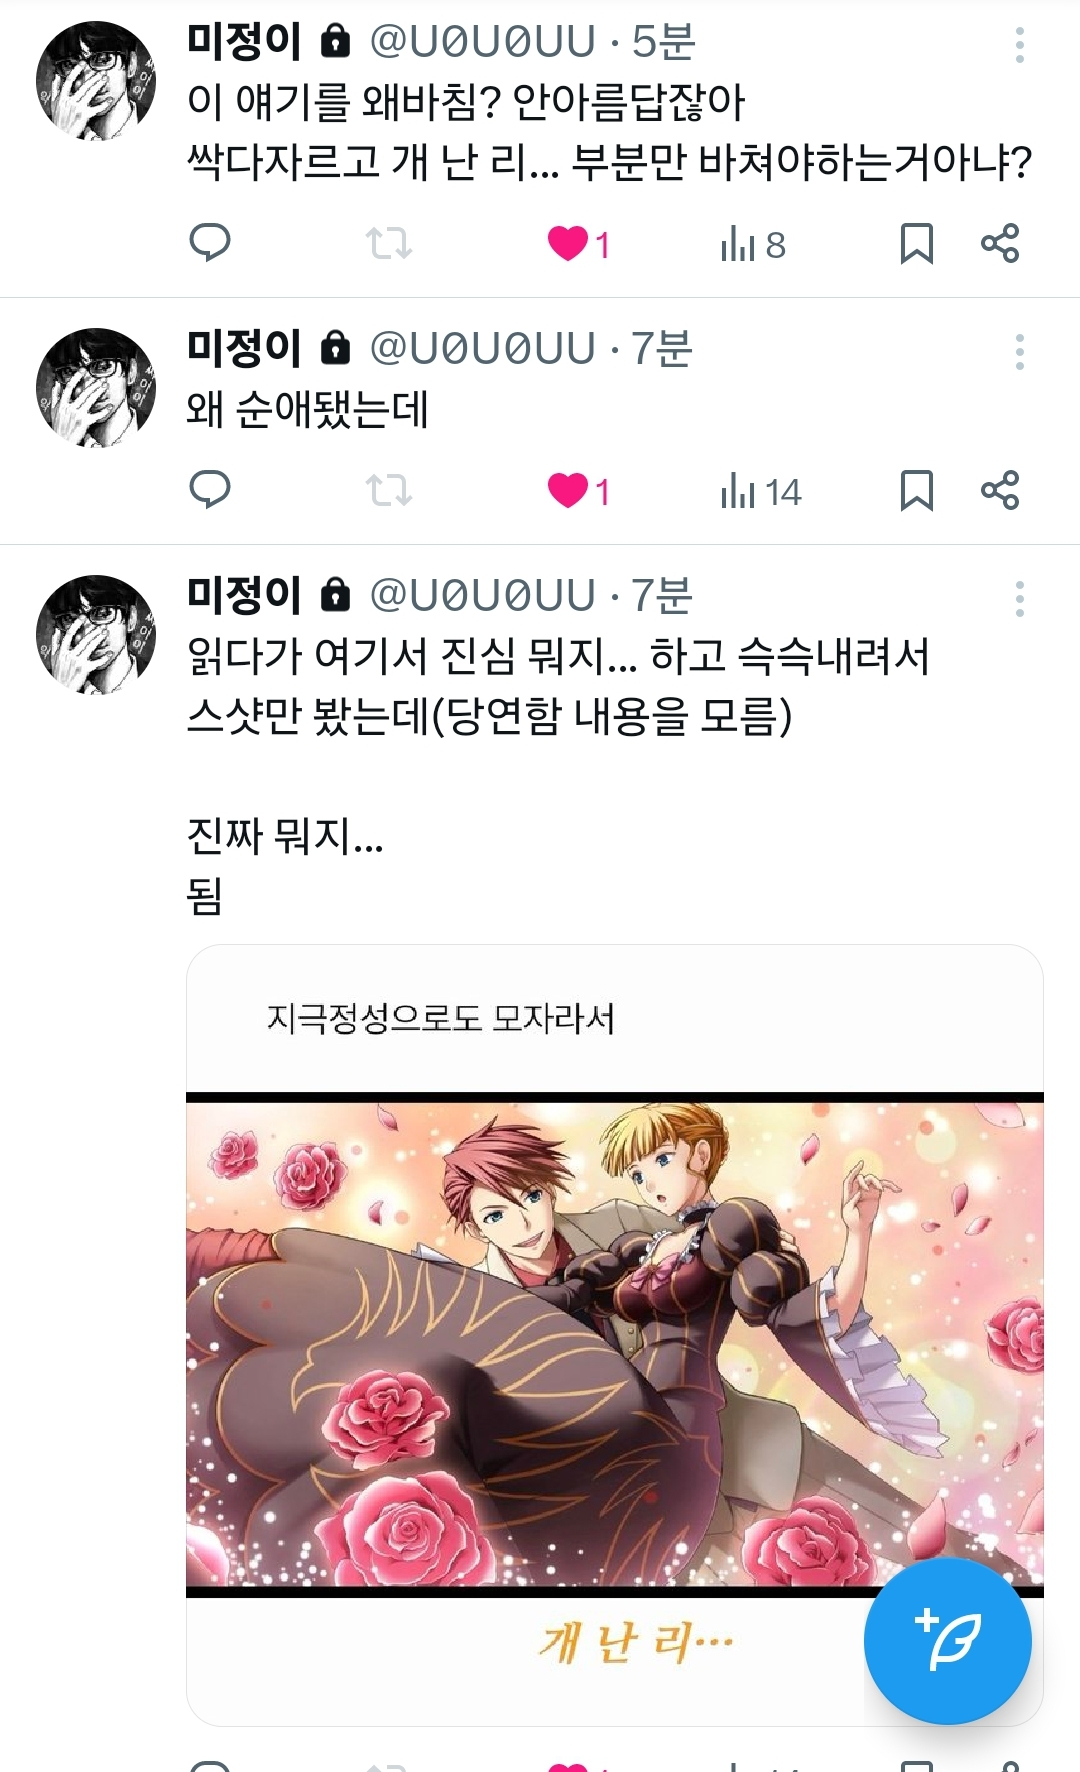 미정이 @U0U0UU · 5분
이 얘기를 왜바침? 안아름답잖아
싹다자르고 개 난 리... 부분만 바쳐야하는거아냐?
1 8
미정이 @U0U0UU · 7분
왜 순애됐는데
1 14
미정이 @U0U0UU · 7분
읽다가 여기서 진심 뭐지... 하고 슥슥내려서
스샷만 봤는데(당연함 내용을 모름)
진짜 뭐지...
됨
지극정성으로도 모자라서
개 난 리...